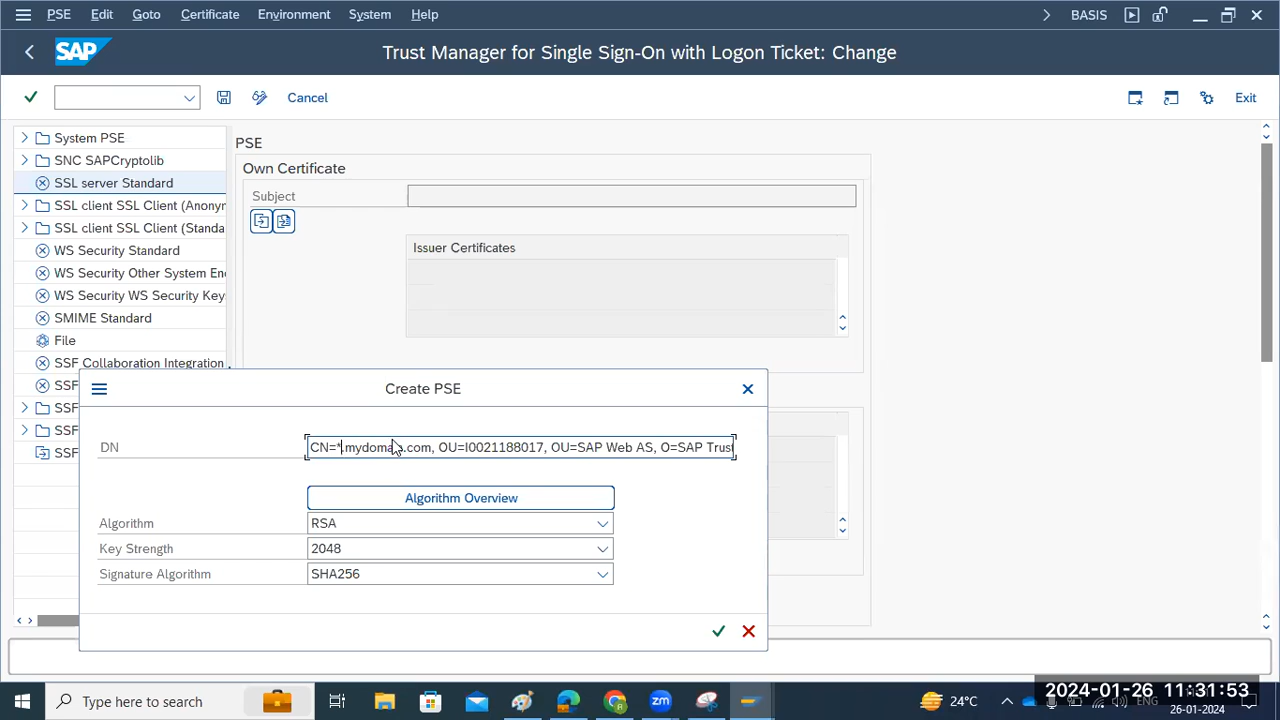 PSE Edit Goto Certificate Environment System Help BASIS
SAP Trust Manager for Single Sign-On with Logon Ticket: Change
Cancel Exit
System PSE
SNC SAPCryptolib
SSL server Standard
SSL client SSL Client (Anonyr
SSL client SSL Client (Standa
WS Security Standard
WS Security Other System En
WS Security WS Security Key
SMIME Standard
File
SSF Collaboration Integration
SSF
SSF
SSF
SSF
PSE
Own Certificate
Subject
Issuer Certificates
Create PSE
DN CN=*.mydoma .com, OU=I0021188017, OU=SAP Web AS, O=SAP Trust
Algorithm Overview
Algorithm RSA
Key Strength 2048
Signature Algorithm SHA256
Type here to search
zm
24°C
ENG
2024-01-26 11:31:53
26-01-2024